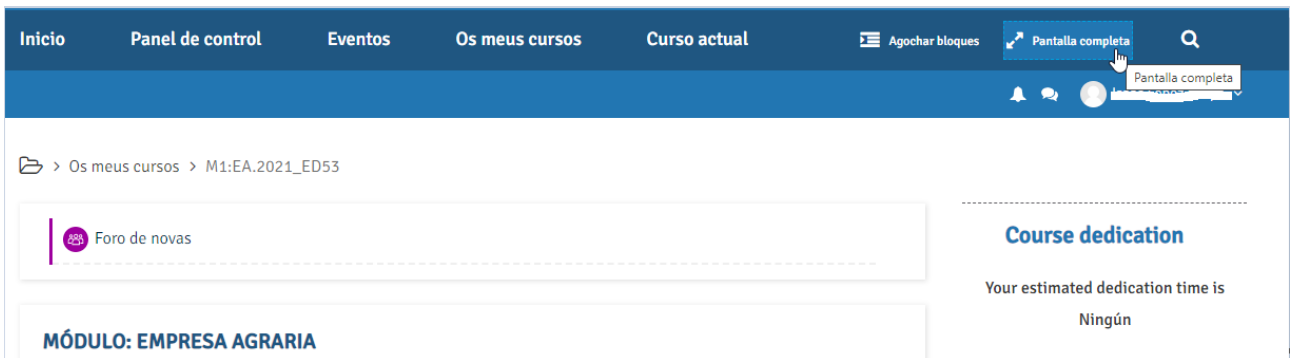 Inicio Panel de control Eventos Os meus cursos Curso actual Agochar bloques Pantalla completa
Pantalla completa
> Os meus cursos > M1:EA.2021_ED53
Foro de novas
Course dedication
Your estimated dedication time is
Ningún
MÓDULO: EMPRESA AGRARIA